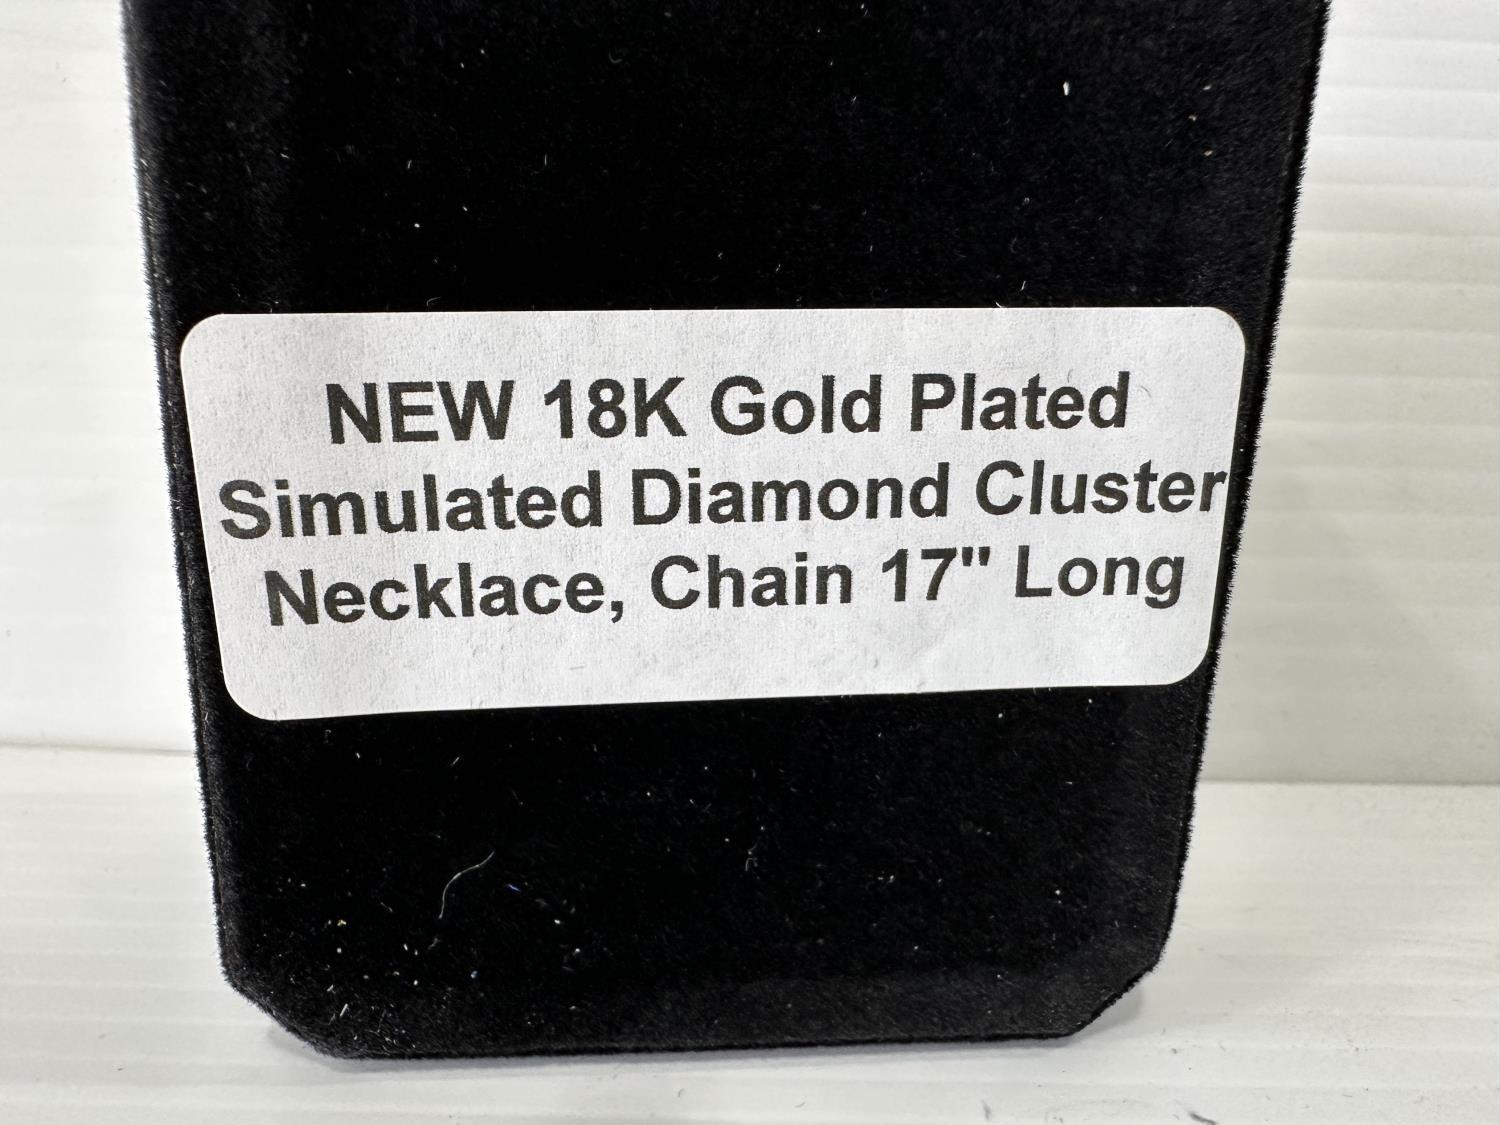 NEW 18K Gold Plated
Simulated Diamond Cluster
Necklace, Chain 17" Long